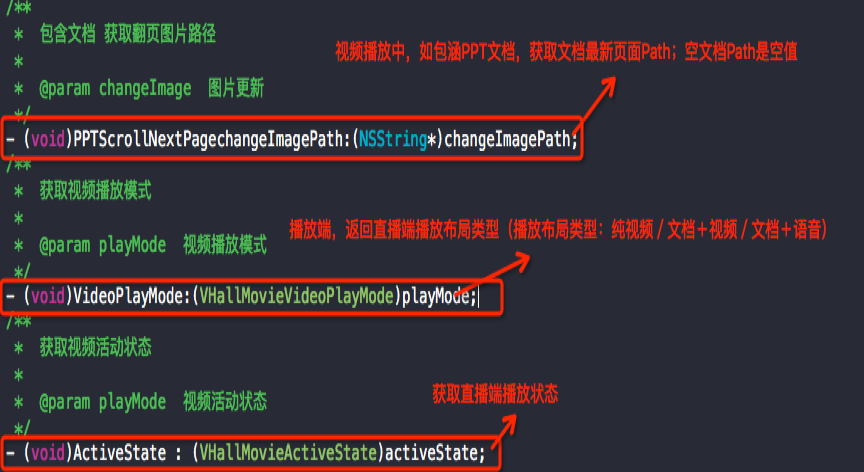 /**
* 包含文档 获取翻页图片路径
*
* @param changeImage 图片更新
*/
视频播放中，如包涵PPT文档，获取文档最新页面Path；空文档Path是空值
- (void)PPTScrollNextPagechangeImagePath:(NSString*)changeImagePath;
/**
* 获取视频播放模式
*
* @param playMode 视频播放模式
*/
播放端，返回直播端播放布局类型（播放布局类型：纯视频／文档＋视频／文档＋语音）
- (void)VideoPlayMode:(VHallMovieVideoPlayMode)playMode;
/**
* 获取视频活动状态
*
* @param playMode 视频活动状态
*/
获取直播端播放状态
- (void)ActiveState : (VHallMovieActiveState)activeState;